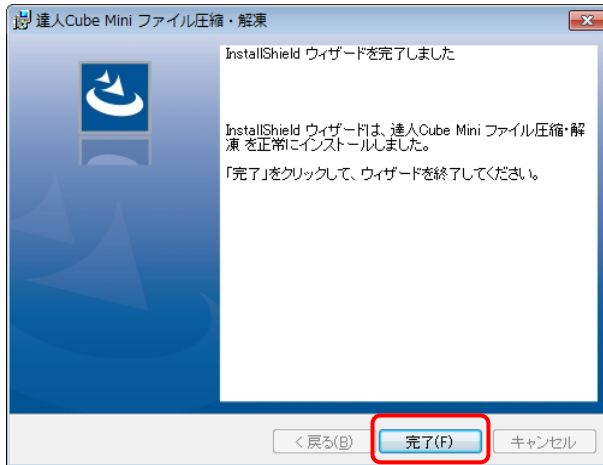 達人Cube Mini ファイル圧縮・解凍
InstallShield ウィザードを完了しました
InstallShield ウィザードは、達人Cube Mini ファイル圧縮・解
凍 を正常にインストールしました。
「完了」をクリックして、ウィザードを終了してください。
< 戻る(B)
完了(F)
キャンセル